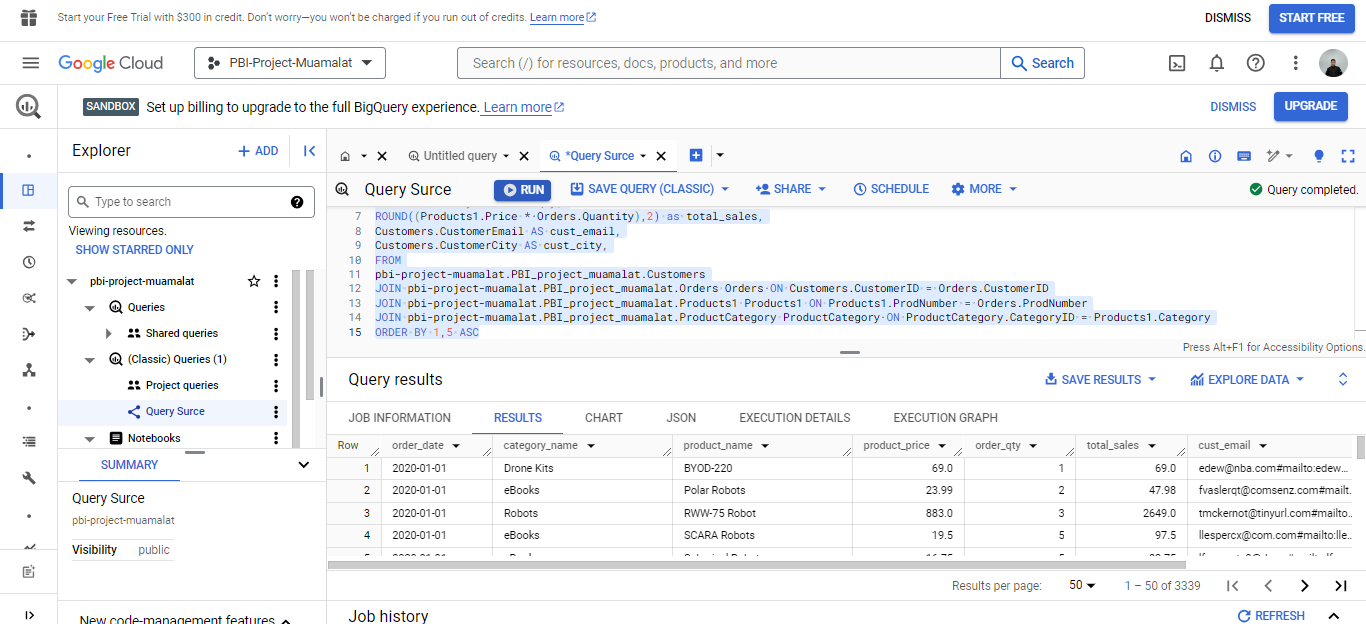 Start your Free Trial with $300 in credit. Don't worry—you won't be charged if you run out of credits. Learn more
DISMISS
START FREE
Google Cloud
PBI-Project-Muamalat
Search (/) for resources, docs, products, and more
Search
SANDBOX Set up billing to upgrade to the full BigQuery experience. Learn more
DISMISS
UPGRADE
Explorer
+ ADD
Type to search
Viewing resources.
SHOW STARRED ONLY
pbi-project-muamalat
Queries
Shared queries
(Classic) Queries (1)
Project queries
Query Surce
Notebooks
SUMMARY
Query Surce
pbi-project-muamalat
Visibility public
New code-management features
Untitled query
*Query Surce
Query Surce
RUN
SAVE QUERY (CLASSIC)
SHARE
SCHEDULE
MORE
Query completed.
7 ROUND((Products1.Price * Orders.Quantity),2) as total_sales,
8 Customers.CustomerEmail AS cust_email,
9 Customers.CustomerCity AS cust_city,
10 FROM
11 pbi-project-muamalat.PBI_project_muamalat.Customers
12 JOIN pbi-project-muamalat.PBI_project_muamalat.Orders Orders ON Customers.CustomerID = Orders.CustomerID
13 JOIN pbi-project-muamalat.PBI_project_muamalat.Products1 Products1 ON Products1.ProdNumber = Orders.ProdNumber
14 JOIN pbi-project-muamalat.PBI_project_muamalat.ProductCategory ProductCategory ON ProductCategory.CategoryID = Products1.Category
15 ORDER BY 1,5 ASC
Press Alt+F1 for Accessibility Options.
Query results
SAVE RESULTS
EXPLORE DATA
JOB INFORMATION RESULTS CHART JSON EXECUTION DETAILS EXECUTION GRAPH
Row order_date category_name product_name product_price order_qty total_sales cust_email
1 2020-01-01 Drone Kits BYOD-220 69.0 1 69.0 edew@nba.com#mailto:edew...
2 2020-01-01 eBooks Polar Robots 23.99 2 47.98 fvaslerqt@comsenz.com#mailt...
3 2020-01-01 Robots RWW-75 Robot 883.0 3 2649.0 tmckernot@tinyurl.com#mailto...
4 2020-01-01 eBooks SCARA Robots 19.5 5 97.5 llespercx@com.com#mailto:lle...
Results per page: 50 1 – 50 of 3339
Job history
REFRESH